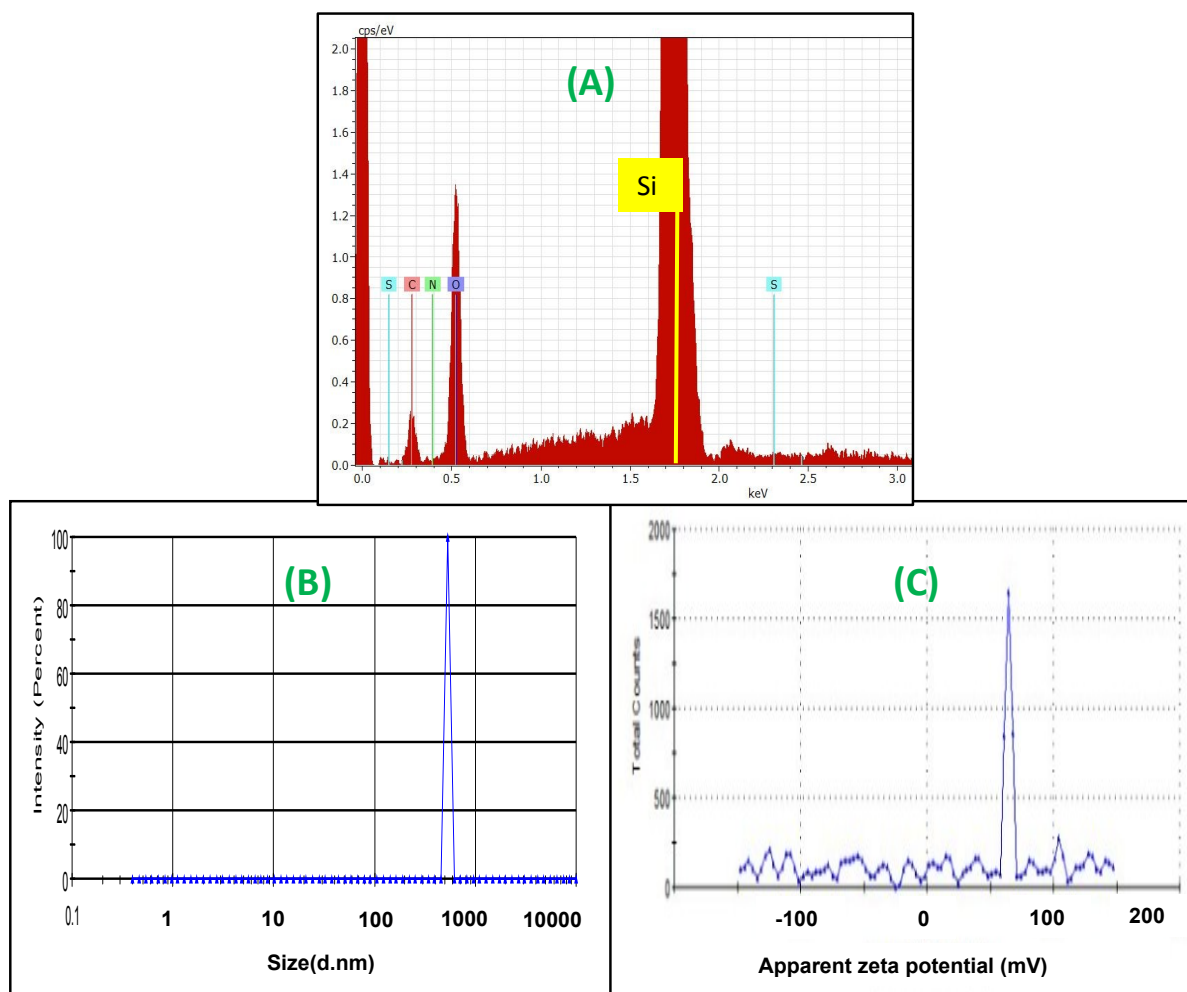 cps/eV
(A)
2.0
1.8
1.6
1.4
1.2
1.0
0.8
0.6
0.4
0.2
0.0
Si
S C N O S
0.0 0.5 1.0 1.5 2.0 2.5 3.0
keV
(B)
Intensity (Percent)
100
80
60
40
20
0
0.1 1 10 100 1000 10000
Size(d.nm)
(C)
Total Counts
2000
1500
1000
500
0
-100 0 100 200
Apparent zeta potential (mV)